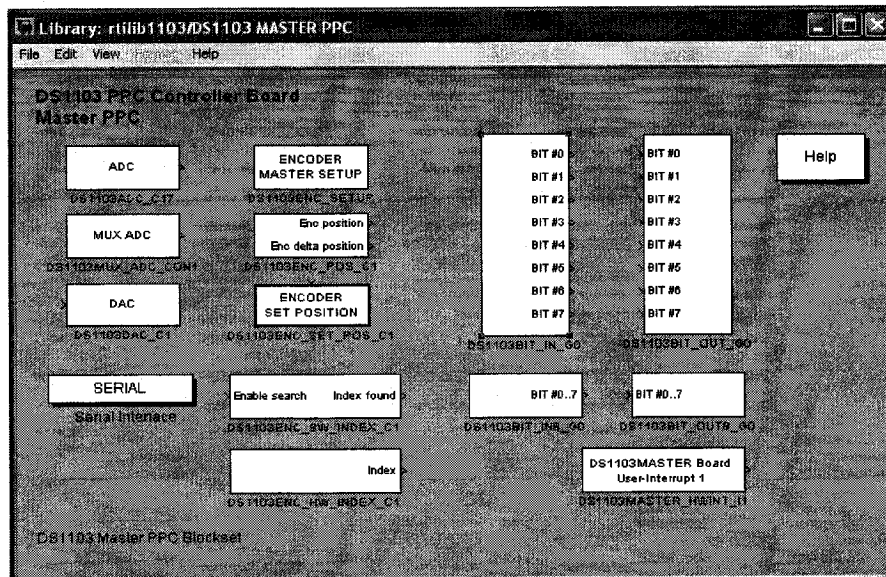 Library: rtilib1103/DS1103 MASTER PPC
File Edit View Help
DS1103 PPC Controller Board
Master PPC
ADC
DS1103ADC_C17
ENCODER
MASTER SETUP
DS1103ENC_SETUP
MUX ADC
DS1103MUX_ADC_CON1
Enc position
Enc delta position
DS1103ENC_POS_C1
DAC
DS1103DAC_C1
ENCODER
SET POSITION
DS1103ENC_SET_POS_C1
BIT #0
BIT #1
BIT #2
BIT #3
BIT #4
BIT #5
BIT #6
BIT #7
DS1103BIT_IN_G0
BIT #0
BIT #1
BIT #2
BIT #3
BIT #4
BIT #5
BIT #6
BIT #7
DS1103BIT_OUT_G0
Help
SERIAL
Serial Interface
Enable search Index found
DS1103ENC_SW_INDEX_C1
BIT #0..7
DS1103BIT_IN8_G0
BIT #0..7
DS1103BIT_OUT8_G0
Index
DS1103ENC_HW_INDEX_C1
DS1103MASTER Board
User-Interrupt 1
DS1103MASTER_HWINT_I1
DS1103 Master PPC Blockset